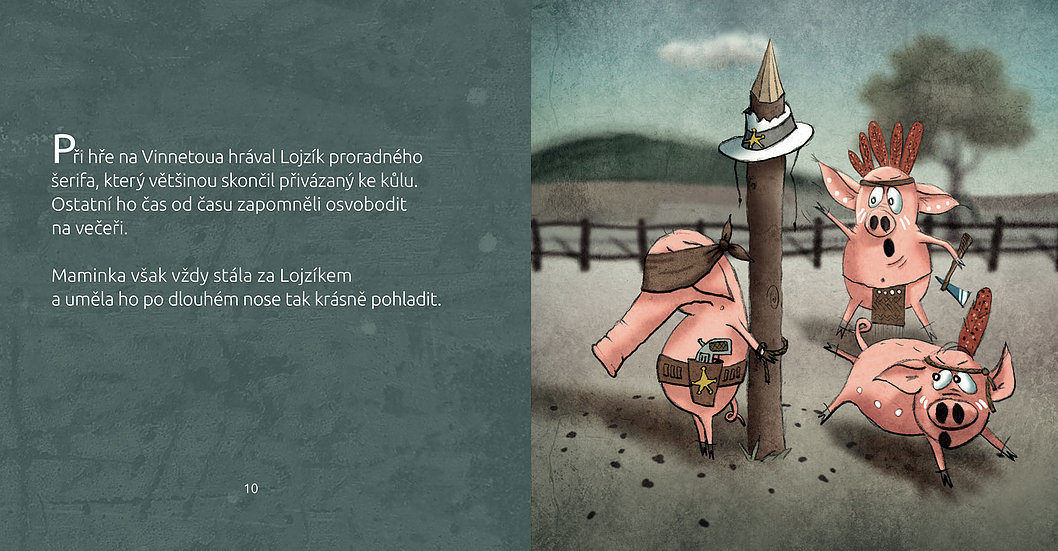 Při hře na Vinnetoua hrával Lojzík proradného
šerifa, který většinou skončil přivázaný ke kůlu.
Ostatní ho čas od času zapomněli osvobodit
na večeři.
Maminka však vždy stála za Lojzíkem
a uměla ho po dlouhém nose tak krásně pohladit.
10